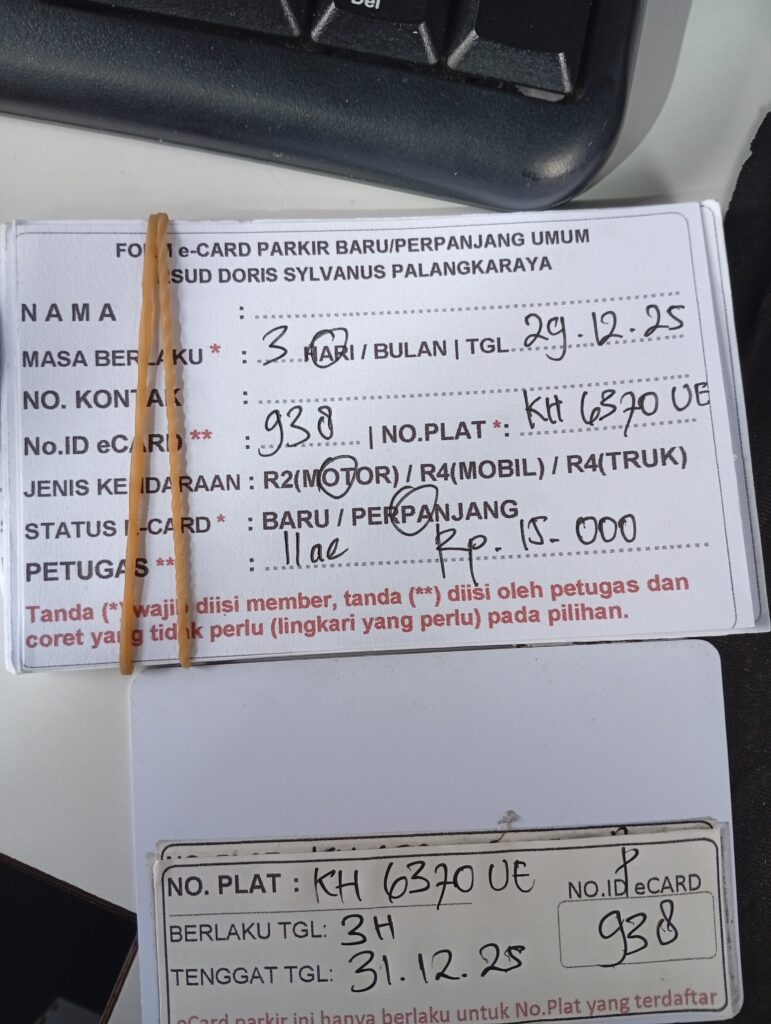 Del
FORM e-CARD PARKIR BARU/PERPANJANG UMUM
RSUD DORIS SYLVANUS PALANGKARAYA
NAMA :
MASA BERLAKU * : 3 HARI / BULAN | TGL 29.12.25
NO. KONTAK :
No.ID eCARD ** : 938 | NO.PLAT *: KH 6370 UE
JENIS KENDARAAN : R2(MOTOR) / R4(MOBIL) / R4(TRUK)
STATUS E-CARD * : BARU / PERPANJANG
PETUGAS ** : Rp. 15-000
Tanda (*) wajib diisi member, tanda (**) diisi oleh petugas dan
coret yang tidak perlu (lingkari yang perlu) pada pilihan.
NO. PLAT : KH 6370 UE NO.ID eCARD
BERLAKU TGL: 3H 938
TENGGAT TGL: 31.12.25
eCard parkir ini hanya berlaku untuk No.Plat yang terdaftar